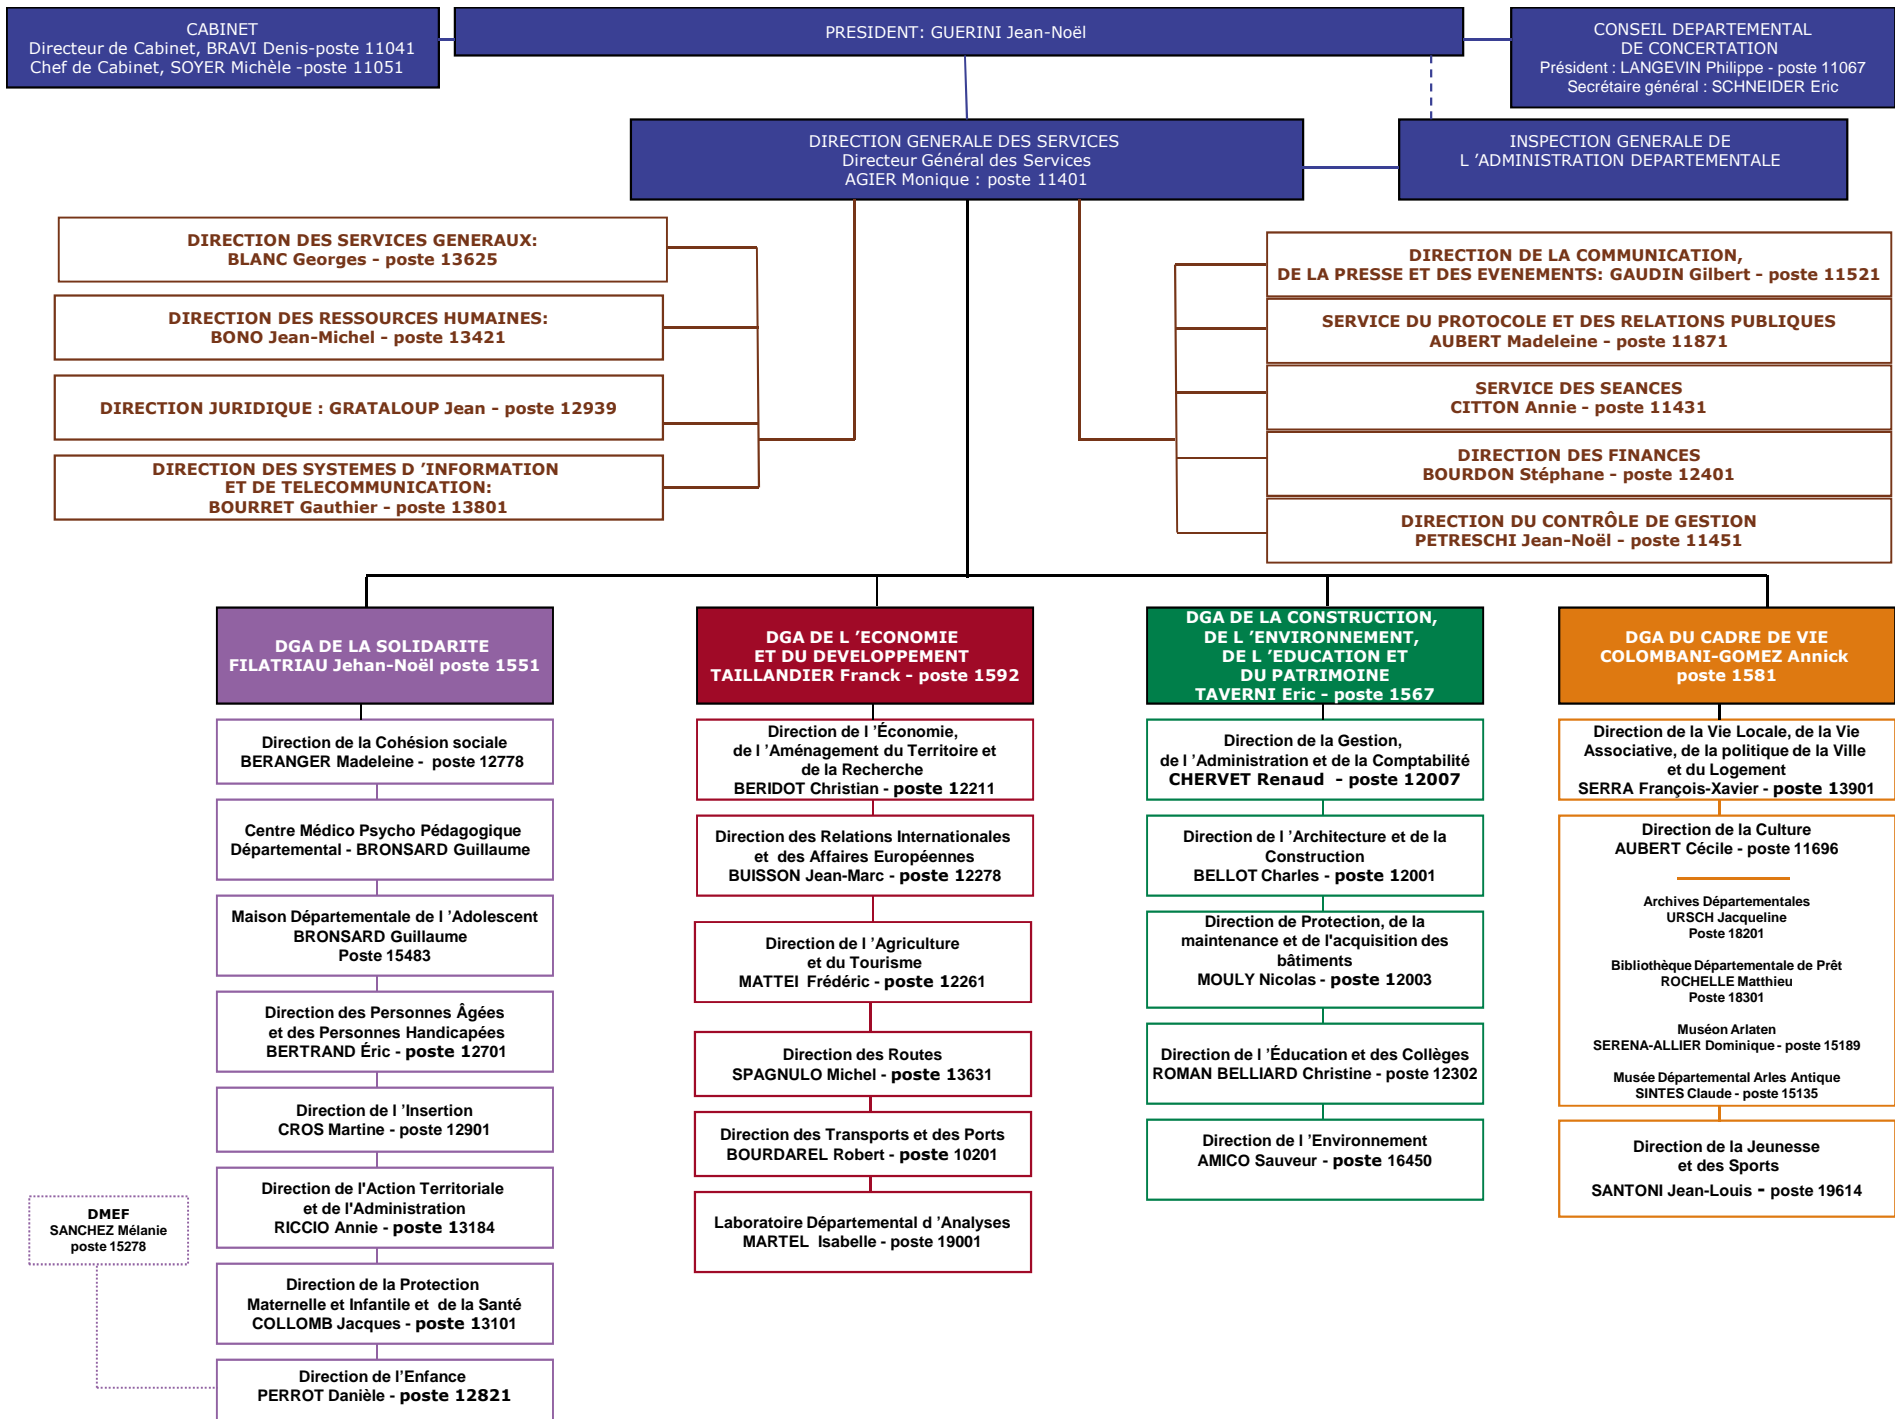 CABINET
Directeur de Cabinet, BRAVI Denis-poste 11041
Chef de Cabinet, SOYER Michèle -poste 11051
PRESIDENT: GUERINI Jean-Noël
CONSEIL DEPARTEMENTAL
DE CONCERTATION
Président : LANGEVIN Philippe - poste 11067
Secrétaire général : SCHNEIDER Eric
DIRECTION GENERALE DES SERVICES
Directeur Général des Services
AGIER Monique : poste 11401
INSPECTION GENERALE DE
L ’ADMINISTRATION DEPARTEMENTALE
DIRECTION DES SERVICES GENERAUX:
BLANC Georges - poste 13625
DIRECTION DES RESSOURCES HUMAINES:
BONO Jean-Michel - poste 13421
DIRECTION JURIDIQUE : GRATALOUP Jean - poste 12939
DIRECTION DES SYSTEMES D ’INFORMATION
ET DE TELECOMMUNICATION:
BOURRET Gauthier - poste 13801
DIRECTION DE LA COMMUNICATION,
DE LA PRESSE ET DES EVENEMENTS: GAUDIN Gilbert - poste 11521
SERVICE DU PROTOCOLE ET DES RELATIONS PUBLIQUES
AUBERT Madeleine - poste 11871
SERVICE DES SEANCES
CITTON Annie - poste 11431
DIRECTION DES FINANCES
BOURDON Stéphane - poste 12401
DIRECTION DU CONTRÔLE DE GESTION
PETRESCHI Jean-Noël - poste 11451
DGA DE LA SOLIDARITE
FILATRIAU Jehan-Noël poste 1551
Direction de la Cohésion sociale
BERANGER Madeleine - poste 12778
Centre Médico Psycho Pédagogique
Départemental - BRONSARD Guillaume
Maison Départementale de l ’Adolescent
BRONSARD Guillaume
Poste 15483
Direction des Personnes Âgées
et des Personnes Handicapées
BERTRAND Éric - poste 12701
Direction de l ’Insertion
CROS Martine - poste 12901
Direction de l'Action Territoriale
et de l'Administration
RICCIO Annie - poste 13184
DMEF
SANCHEZ Mélanie
poste 15278
Direction de la Protection
Maternelle et Infantile et de la Santé
COLLOMB Jacques - poste 13101
Direction de l’Enfance
PERROT Danièle - poste 12821
DGA DE L ’ECONOMIE
ET DU DEVELOPPEMENT
TAILLANDIER Franck - poste 1592
Direction de l ’Économie,
de l ’Aménagement du Territoire et
de la Recherche
BERIDOT Christian - poste 12211
Direction des Relations Internationales
et des Affaires Européennes
BUISSON Jean-Marc - poste 12278
Direction de l ’Agriculture
et du Tourisme
MATTEI Frédéric - poste 12261
Direction des Routes
SPAGNULO Michel - poste 13631
Direction des Transports et des Ports
BOURDAREL Robert - poste 10201
Laboratoire Départemental d ’Analyses
MARTEL Isabelle - poste 19001
DGA DE LA CONSTRUCTION,
DE L ’ENVIRONNEMENT,
DE L ’EDUCATION ET
DU PATRIMOINE
TAVERNI Eric - poste 1567
Direction de la Gestion,
de l ’Administration et de la Comptabilité
CHERVET Renaud - poste 12007
Direction de l ’Architecture et de la
Construction
BELLOT Charles - poste 12001
Direction de Protection, de la
maintenance et de l'acquisition des
bâtiments
MOULY Nicolas - poste 12003
Direction de l ’Éducation et des Collèges
ROMAN BELLIARD Christine - poste 12302
Direction de l ’Environnement
AMICO Sauveur - poste 16450
DGA DU CADRE DE VIE
COLOMBANI-GOMEZ Annick
poste 1581
Direction de la Vie Locale, de la Vie
Associative, de la politique de la Ville
et du Logement
SERRA François-Xavier - poste 13901
Direction de la Culture
AUBERT Cécile - poste 11696
Archives Départementales
URSCH Jacqueline
Poste 18201
Bibliothèque Départementale de Prêt
ROCHELLE Matthieu
Poste 18301
Muséon Arlaten
SERENA-ALLIER Dominique - poste 15189
Musée Départemental Arles Antique
SINTES Claude - poste 15135
Direction de la Jeunesse
et des Sports
SANTONI Jean-Louis - poste 19614